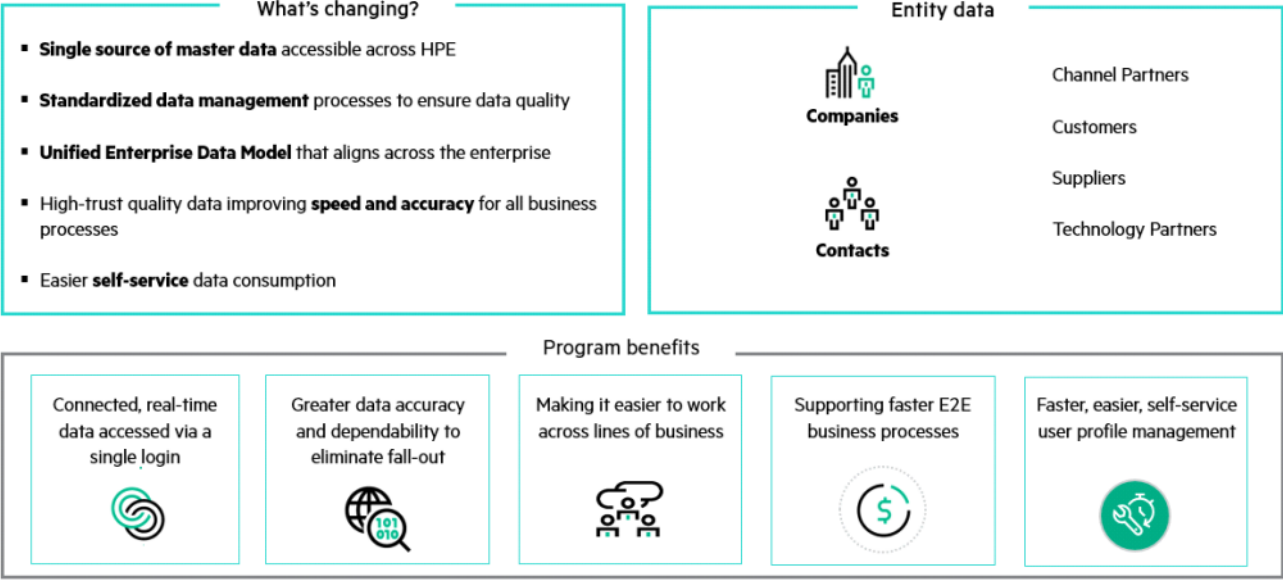 What's changing?
▪ Single source of master data accessible across HPE
▪ Standardized data management processes to ensure data quality
▪ Unified Enterprise Data Model that aligns across the enterprise
▪ High-trust quality data improving speed and accuracy for all business
processes
▪ Easier self-service data consumption
Entity data
Companies
Contacts
Channel Partners
Customers
Suppliers
Technology Partners
Program benefits
Connected, real-time
data accessed via a
single login
Greater data accuracy
and dependability to
eliminate fall-out
101
010
Making it easier to work
across lines of business
Supporting faster E2E
business processes
$
Faster, easier, self-service
user profile management